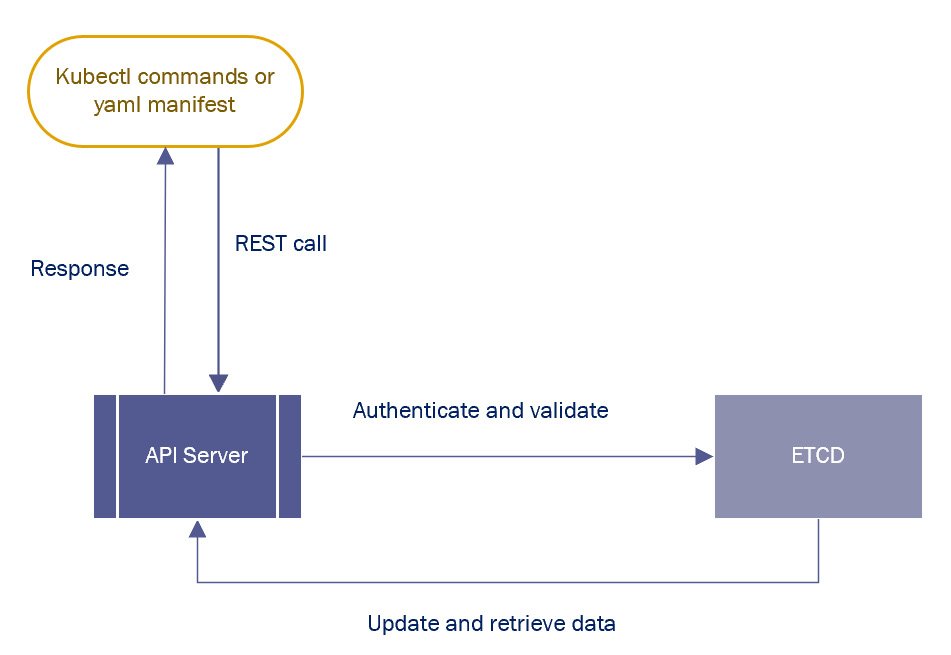 Kubectl commands or
yaml manifest
REST call
Response
Authenticate and validate
API Server
ETCD
Update and retrieve data